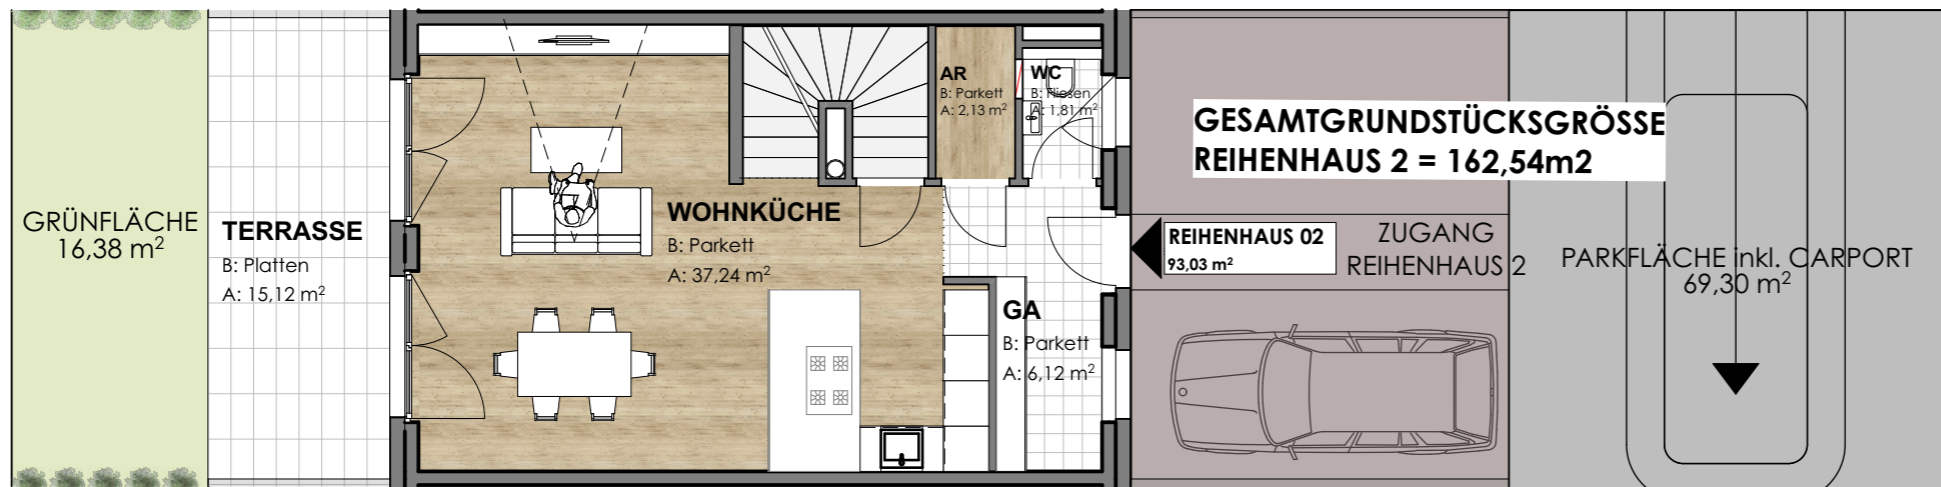 GRÜNFLÄCHE
16,38 m²
TERRASSE
B: Platten
A: 15,12 m²
WOHNKÜCHE
B: Parkett
A: 37,24 m²
AR
B: Parkett
A: 2,13 m²
WC
B: Fliesen
A: 1,81 m²
GA
B: Parkett
A: 6,12 m²
GESAMTGRUNDSTÜCKSGRÖSSE
REIHENHAUS 2 = 162,54m2
REIHENHAUS 02
93,03 m²
ZUGANG
REIHENHAUS 2
PARKFLÄCHE inkl. CARPORT
69,30 m²